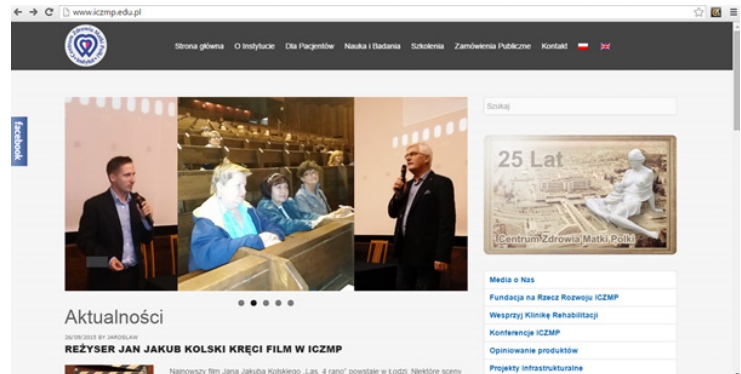 www.iczmp.edu.pl
Strona główna O Instytucie Dla Pacjentów Nauka i Badania Szkolenia Zamówienia Publiczne Kontakt
facebook
Szukaj
25 Lat
Centrum Zdrowia Matki Polki
Aktualności
26/09/2015 BY JAROSLAW
REŻYSER JAN JAKUB KOLSKI KRĘCI FILM W ICZMP
Najnowszy film Jana Jakuba Kolskiego „Las, 4 rano” powstaje w Łodzi. Niektóre sceny
Media o Nas
Fundacja na Rzecz Rozwoju ICZMP
Wesprzyj Klinikę Rehabilitacji
Konferencje ICZMP
Opiniowanie produktów
Projekty infrastrukturalne